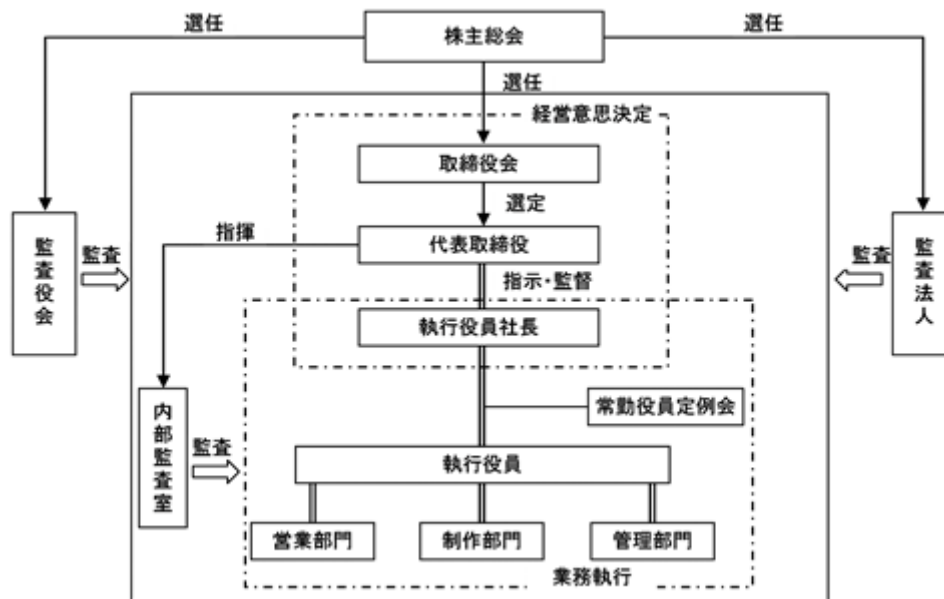 選任
株主総会
選任
選任
経営意思決定
取締役会
選定
指揮
代表取締役
監査役会
監査
監査
監査法人
指示・監督
執行役員社長
常勤役員定例会
内部監査室
監査
執行役員
営業部門
制作部門
管理部門
業務執行